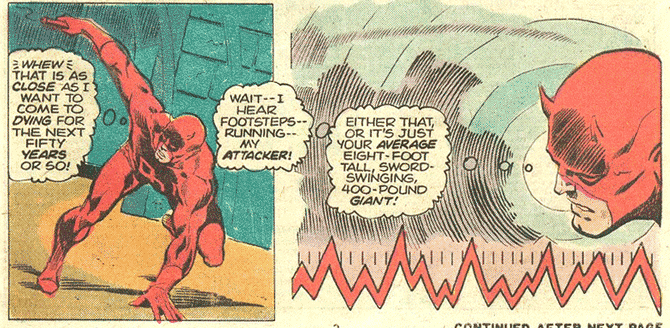 WHEW
THAT IS AS
CLOSE AS I
WANT TO
COME TO
DYING FOR
THE NEXT
FIFTY
YEARS
OR SO!
WAIT--I
HEAR
FOOTSTEPS--
RUNNING--
MY
ATTACKER!
EITHER THAT,
OR IT'S JUST
YOUR AVERAGE
EIGHT-FOOT
TALL, SWORD-
SWINGING,
400-POUND
GIANT!
CONTINUED AFTER NEXT PAGE